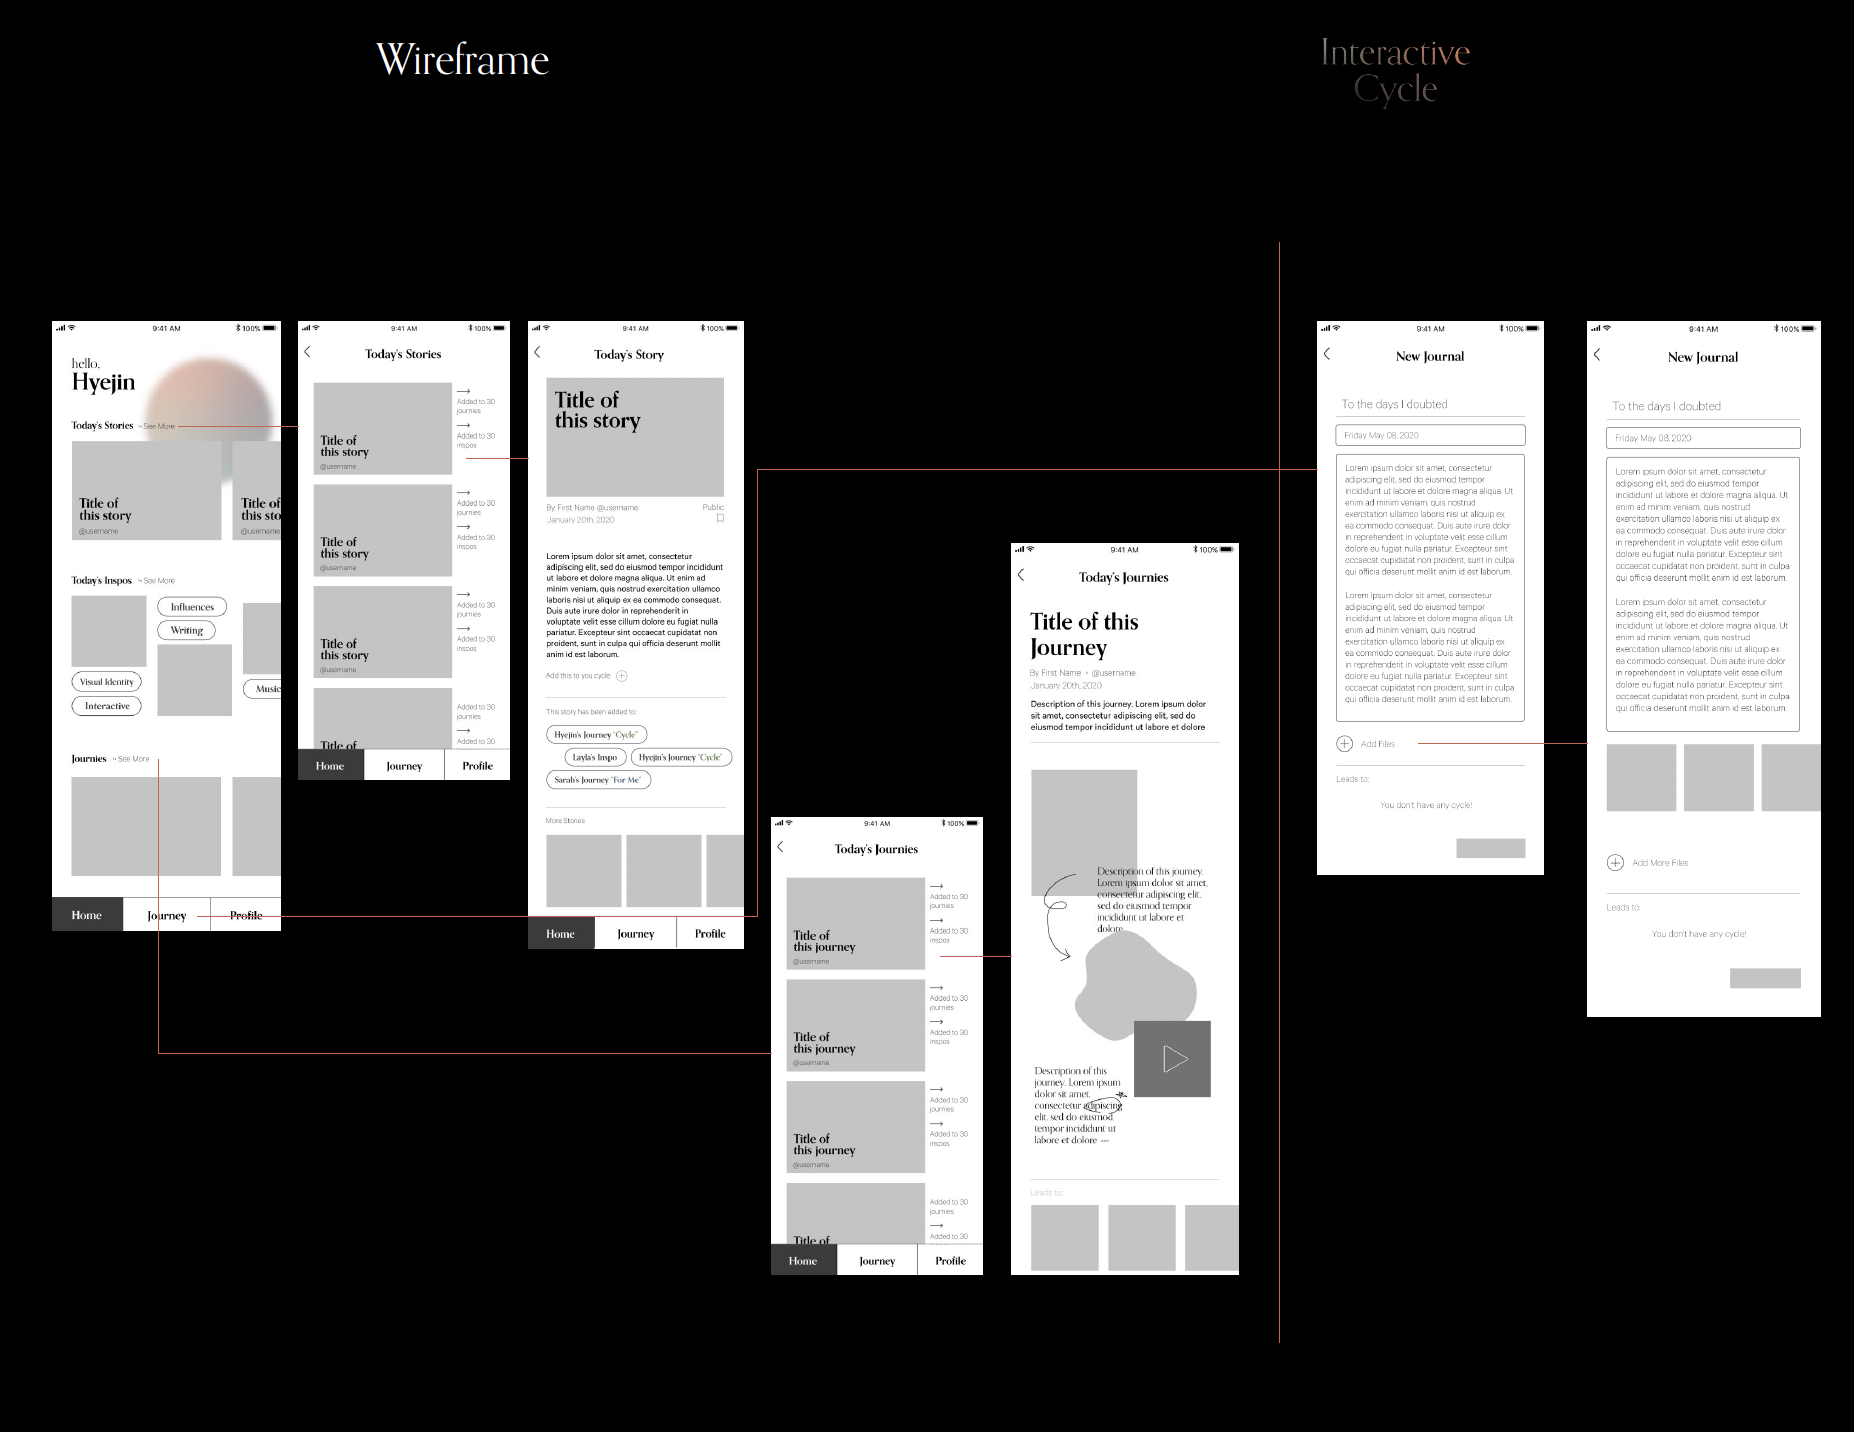 Wireframe
Interactive
Cycle
9:41 AM
100%
hello,
Hyejin
Today's Stories
See More
Title of
this story
@username
Title of
this sto
@username
Today's Inspos
See More
Influences
Writing
Visual Identity
Interactive
Music
Journies
See More
Home
Journey
Profile
9:41 AM
100%
Today's Stories
Title of
this story
@username
Added to 30
journies
Added to 30
inspos
Title of
this story
@username
Added to 30
journies
Added to 30
inspos
Title of
this story
@username
Added to 30
journies
Added to 30
inspos
Title of
Added to 30
journies
Added to 30
Home
Journey
Profile
9:41 AM
100%
Today's Story
Title of
this story
By First Name @username
Public
January 20th, 2020
Lorem ipsum dolor sit amet, consectetur
adipiscing elit, sed do eiusmod tempor incididunt
ut labore et dolore magna aliqua. Ut enim ad
minim veniam, quis nostrud exercitation ullamco
laboris nisi ut aliquip ex ea commodo consequat.
Duis aute irure dolor in reprehenderit in
voluptate velit esse cillum dolore eu fugiat nulla
pariatur. Excepteur sint occaecat cupidatat non
proident, sunt in culpa qui officia deserunt mollit
anim id est laborum.
Add this to you cycle
This story has been added to:
Hyejin's Journey "Cycle"
Layla's Inspo
Hyejin's Journey "Cycle"
Sarah's Journey "For Me"
More Stories
Home
Journey
Profile
9:41 AM
100%
Today's Journies
Title of
this journey
@username
Added to 30
journies
Added to 30
inspos
Title of
this journey
@username
Added to 30
journies
Added to 30
inspos
Title of
this journey
@username
Added to 30
journies
Added to 30
inspos
Title of
Added to 30
journies
Added to 30
Home
Journey
Profile
9:41 AM
100%
Today's Journies
Title of this
Journey
By First Name • @username
January 20th, 2020
Description of this journey. Lorem ipsum dolor
sit amet, consectetur adipiscing elit, sed do
eiusmod tempor incididunt ut labore et dolore
Description of this journey.
Lorem ipsum dolor sit amet,
consectetur adipiscing elit,
sed do eiusmod tempor
incididunt ut labore et
dolore
Description of this
journey. Lorem ipsum
dolor sit amet,
consectetur adipiscing
elit, sed do eiusmod
tempor incididunt ut
labore et dolore
Leads to:
9:41 AM
100%
New Journal
To the days I doubted
Friday May 08, 2020
Lorem ipsum dolor sit amet, consectetur
adipiscing elit, sed do eiusmod tempor
incididunt ut labore et dolore magna aliqua. Ut
enim ad minim veniam, quis nostrud
exercitation ullamco laboris nisi ut aliquip ex
ea commodo consequat. Duis aute irure dolor
in reprehenderit in voluptate velit esse cillum
dolore eu fugiat nulla pariatur. Excepteur sint
occaecat cupidatat non proident, sunt in culpa
qui officia deserunt mollit anim id est laborum.
Lorem ipsum dolor sit amet, consectetur
adipiscing elit, sed do eiusmod tempor
incididunt ut labore et dolore magna aliqua. Ut
enim ad minim veniam, quis nostrud
exercitation ullamco laboris nisi ut aliquip ex
ea commodo consequat. Duis aute irure dolor
in reprehenderit in voluptate velit esse cillum
dolore eu fugiat nulla pariatur. Excepteur sint
occaecat cupidatat non proident, sunt in culpa
qui officia deserunt mollit anim id est laborum.
Add Files
Leads to:
You don't have any cycle!
9:41 AM
100%
New Journal
To the days I doubted
Friday May 08, 2020
Lorem ipsum dolor sit amet, consectetur
adipiscing elit, sed do eiusmod tempor
incididunt ut labore et dolore magna aliqua. Ut
enim ad minim veniam, quis nostrud
exercitation ullamco laboris nisi ut aliquip ex
ea commodo consequat. Duis aute irure dolor
in reprehenderit in voluptate velit esse cillum
dolore eu fugiat nulla pariatur. Excepteur sint
occaecat cupidatat non proident, sunt in culpa
qui officia deserunt mollit anim id est laborum.
Lorem ipsum dolor sit amet, consectetur
adipiscing elit, sed do eiusmod tempor
incididunt ut labore et dolore magna aliqua. Ut
enim ad minim veniam, quis nostrud
exercitation ullamco laboris nisi ut aliquip ex
ea commodo consequat. Duis aute irure dolor
in reprehenderit in voluptate velit esse cillum
dolore eu fugiat nulla pariatur. Excepteur sint
occaecat cupidatat non proident, sunt in culpa
qui officia deserunt mollit anim id est laborum.
Add More Files
Leads to:
You don't have any cycle!